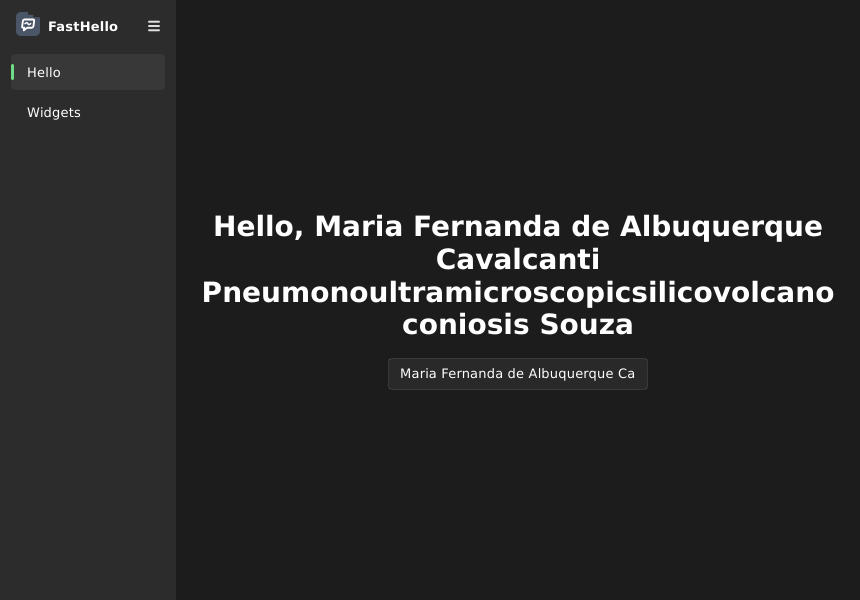 FastHello
Hello
Widgets
Hello, Maria Fernanda de Albuquerque
Cavalcanti
Pneumonoultramicroscopicsilicovolcano
coniosis Souza
Maria Fernanda de Albuquerque Ca